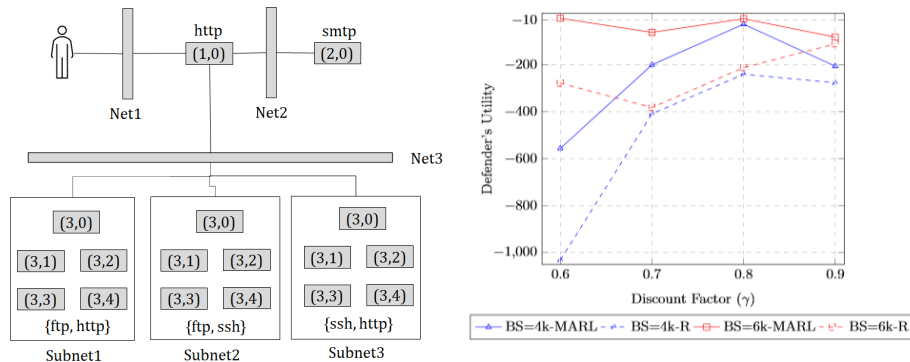 http
smtp
(1,0)
(2,0)
Net1
Net2
Net3
(3,0)
(3,0)
(3,0)
(3,1)
(3,2)
(3,1)
(3,2)
(3,1)
(3,2)
(3,3)
(3,4)
(3,3)
(3,4)
(3,3)
(3,4)
{ftp, http}
{ftp, ssh}
{ssh, http}
Subnet1
Subnet2
Subnet3
Defender's Utility
−10
−200
−400
−600
−800
−1,000
0.6
0.7
0.8
0.9
Discount Factor (γ)
BS=4k-MARL
BS=4k-R
BS=6k-MARL
BS=6k-R